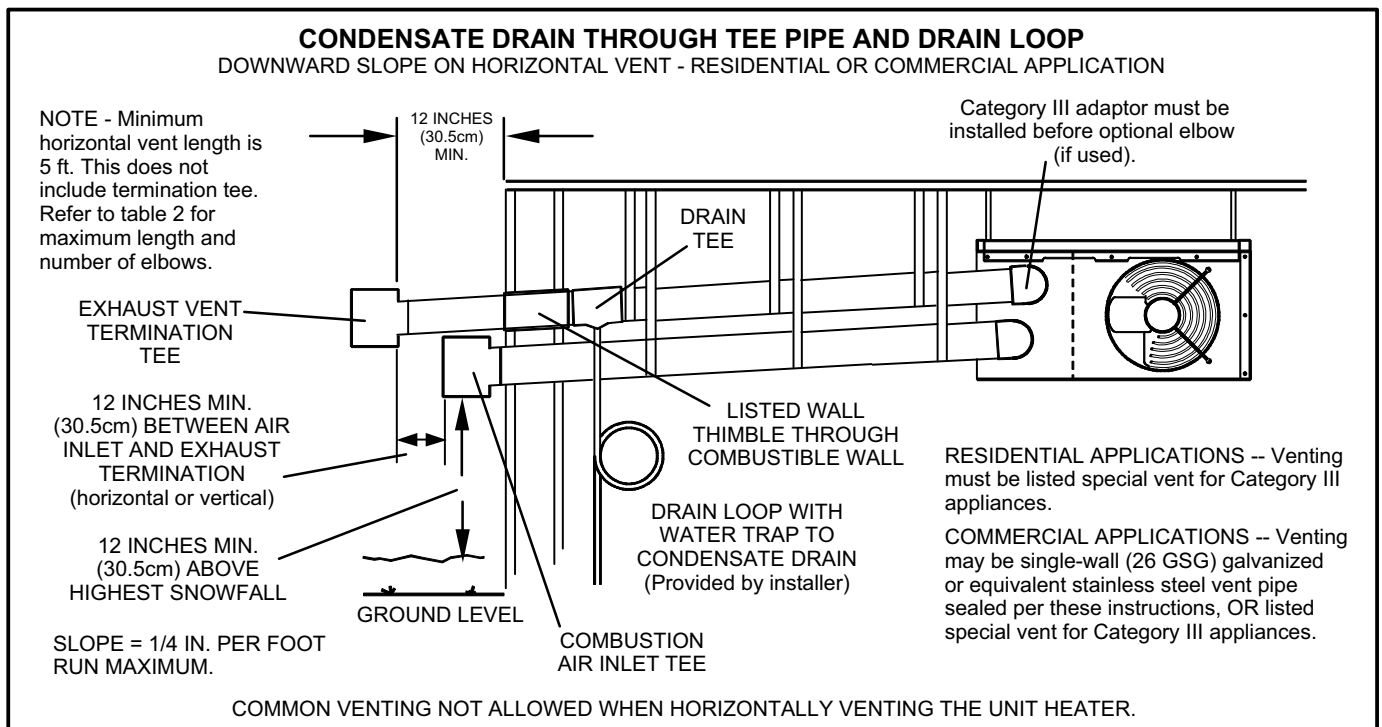 CONDENSATE DRAIN THROUGH TEE PIPE AND DRAIN LOOP
DOWNWARD SLOPE ON HORIZONTAL VENT - RESIDENTIAL OR COMMERCIAL APPLICATION
NOTE - Minimum
horizontal vent length is
5 ft. This does not
include termination tee.
Refer to table 2 for
maximum length and
number of elbows.
12 INCHES
(30.5cm)
MIN.
Category III adaptor must be
installed before optional elbow
(if used).
DRAIN
TEE
EXHAUST VENT
TERMINATION
TEE
12 INCHES MIN.
(30.5cm) BETWEEN AIR
INLET AND EXHAUST
TERMINATION
(horizontal or vertical)
LISTED WALL
THIMBLE THROUGH
COMBUSTIBLE WALL
RESIDENTIAL APPLICATIONS -- Venting
must be listed special vent for Category III
appliances.
DRAIN LOOP WITH
WATER TRAP TO
CONDENSATE DRAIN
(Provided by installer)
COMMERCIAL APPLICATIONS -- Venting
may be single-wall (26 GSG) galvanized
or equivalent stainless steel vent pipe
sealed per these instructions, OR listed
special vent for Category III appliances.
12 INCHES MIN.
(30.5cm) ABOVE
HIGHEST SNOWFALL
GROUND LEVEL
COMBUSTION
AIR INLET TEE
SLOPE = 1/4 IN. PER FOOT
RUN MAXIMUM.
COMMON VENTING NOT ALLOWED WHEN HORIZONTALLY VENTING THE UNIT HEATER.